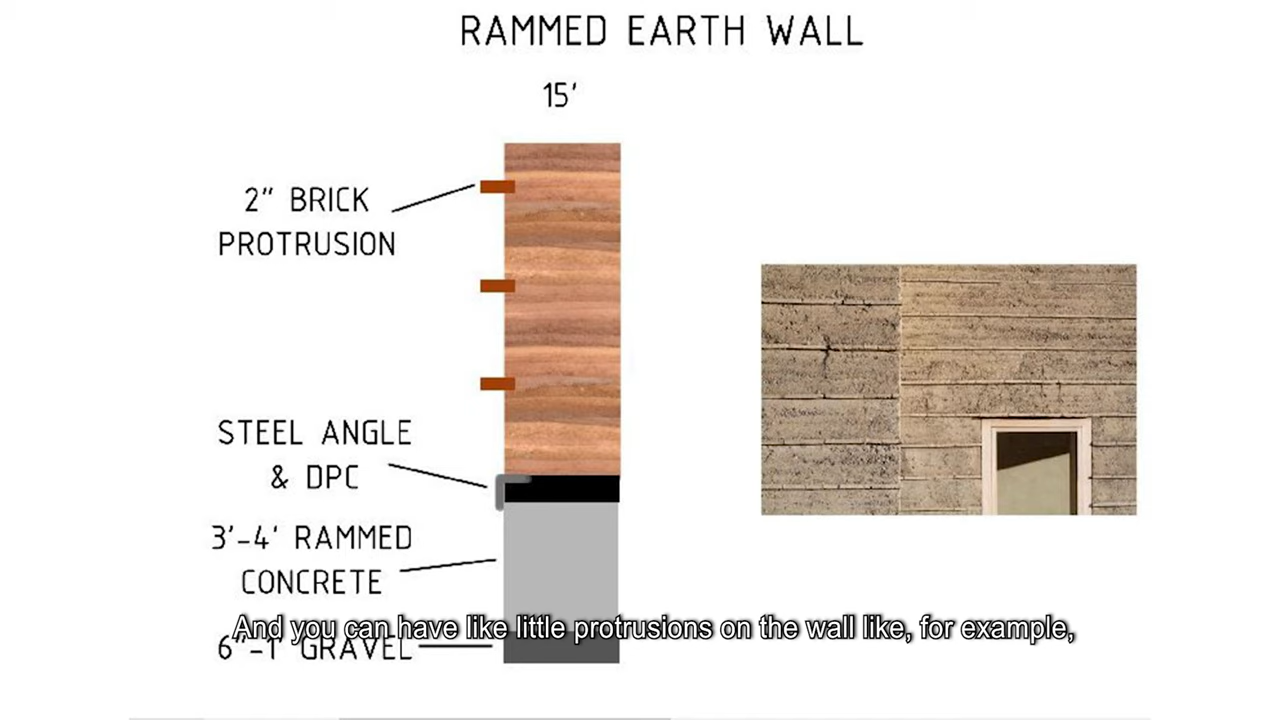 RAMMED EARTH WALL
15'
2" BRICK
PROTRUSION
STEEL ANGLE
& DPC
3'-4' RAMMED
CONCRETE
And you can have like little protrusions on the wall like, for example,
6"-1' GRAVEL